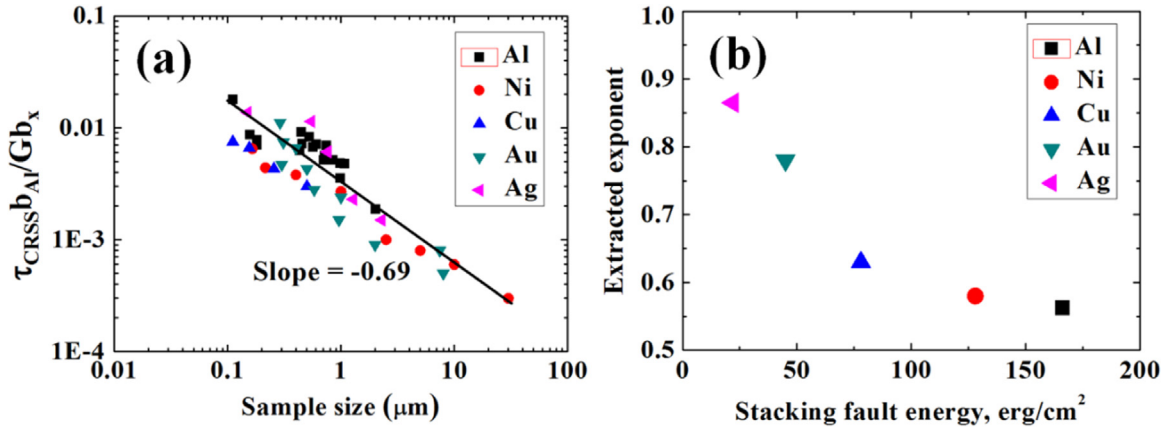 (a)
Al
Ni
Cu
Au
Ag
Slope = -0.69
0.1
0.01
1E-3
1E-4
0.01
0.1
1
10
100
τCRSSbAl/Gbx
Sample size (μm)
(b)
Al
Ni
Cu
Au
Ag
1.0
0.9
0.8
0.7
0.6
0.5
0
50
100
150
200
Extracted exponent
Stacking fault energy, erg/cm²